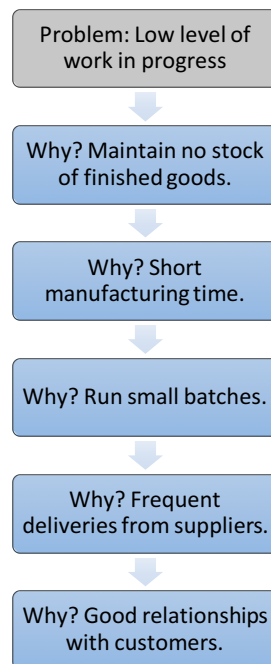 Problem: Low level of
work in progress
Why? Maintain no stock
of finished goods.
Why? Short
manufacturing time.
Why? Run small batches.
Why? Frequent
deliveries from suppliers.
Why? Good relationships
with customers.